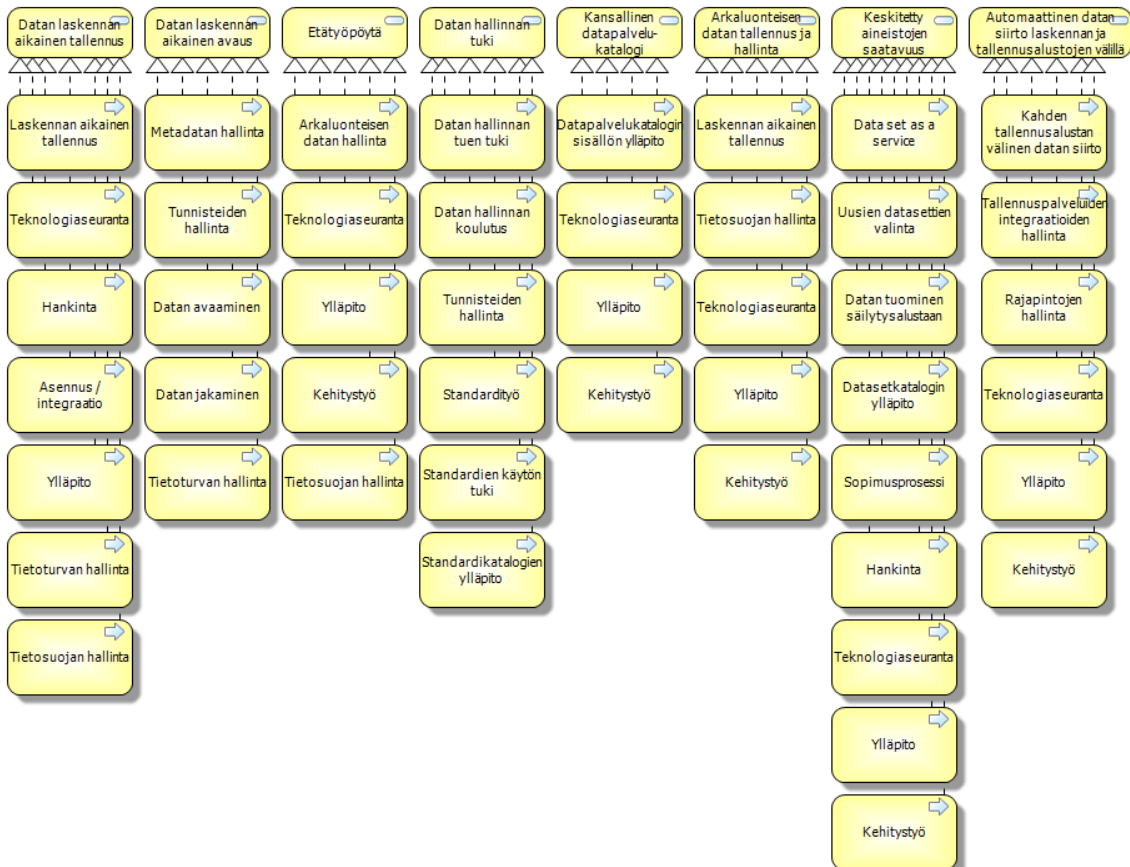 Datan laskennan
aikainen tallennus
Datan laskennan
aikainen avaus
Etätyöpöytä
Datan hallinnan
tuki
Kansallinen
datapalvelu-
katalogi
Arkaluonteisen
datan tallennus ja
hallinta
Keskitetty
aineistojen
saatavuus
Automaattinen datan
siirto laskennan ja
tallennusalustojen välillä
Laskennan aikainen
tallennus
Metadatan hallinta
Arkaluonteisen
datan hallinta
Datan hallinnan
tuen tuki
Datapalvelukatalogin
sisällön ylläpito
Laskennan aikainen
tallennus
Data set as a
service
Kahden
tallennusalustan
välinen datan siirto
Teknologiaseuranta
Tunnisteiden
hallinta
Teknologiaseuranta
Datan hallinnan
koulutus
Teknologiaseuranta
Tietosuojan hallinta
Uusien datasettien
valinta
Tallennuspalveluiden
integraatioiden
hallinta
Hankinta
Datan avaaminen
Ylläpito
Tunnisteiden
hallinta
Ylläpito
Teknologiaseuranta
Datan tuominen
säilytysalustaan
Rajapintojen
hallinta
Asennus /
integraatio
Datan jakaminen
Kehitystyö
Standardityö
Kehitystyö
Ylläpito
Datasetkatalogin
ylläpito
Teknologiaseuranta
Ylläpito
Tietoturvan hallinta
Tietosuojan hallinta
Standardien käytön
tuki
Kehitystyö
Sopimusprosessi
Ylläpito
Tietoturvan hallinta
Standardikatalogien
ylläpito
Hankinta
Kehitystyö
Tietosuojan hallinta
Teknologiaseuranta
Ylläpito
Kehitystyö